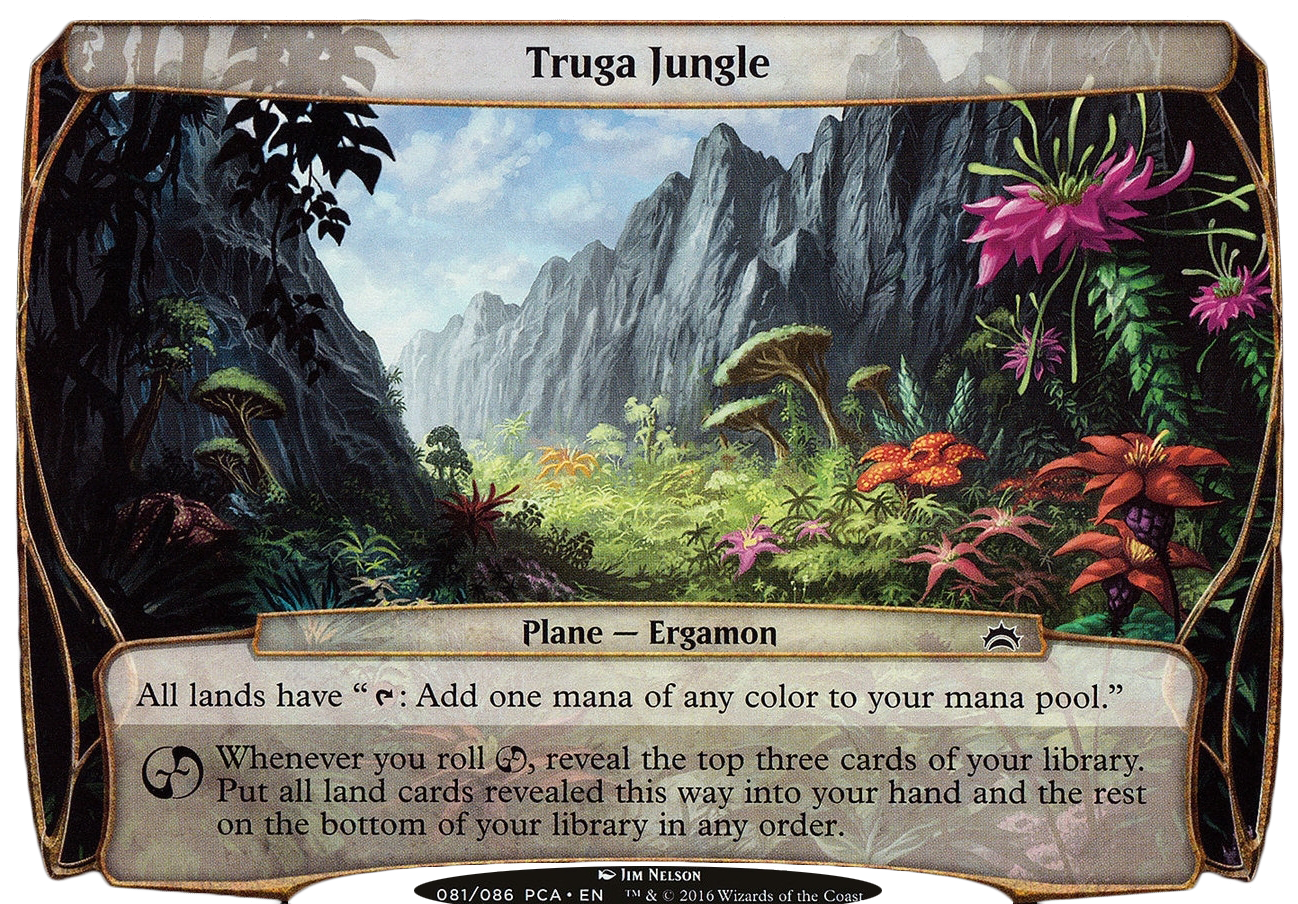 Truga Jungle
Plane — Ergamon
All lands have “: Add one mana of any color to your mana pool.”
Whenever you roll , reveal the top three cards of your library.
Put all land cards revealed this way into your hand and the rest
on the bottom of your library in any order.
Jim Nelson
081/086 PCA • EN ™ & © 2016 Wizards of the Coast